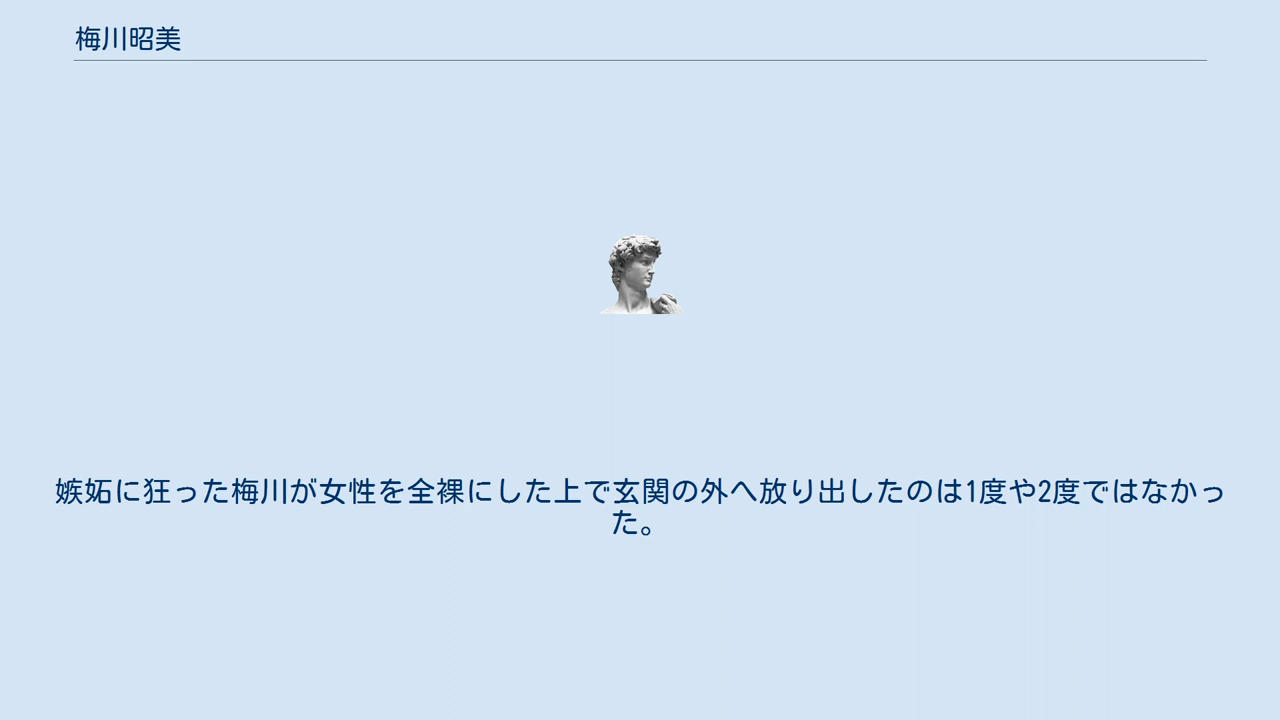 梅川昭美
嫉妬に狂った梅川が女性を全裸にした上で玄関の外へ放り出したのは1度や2度ではなかっ
た。